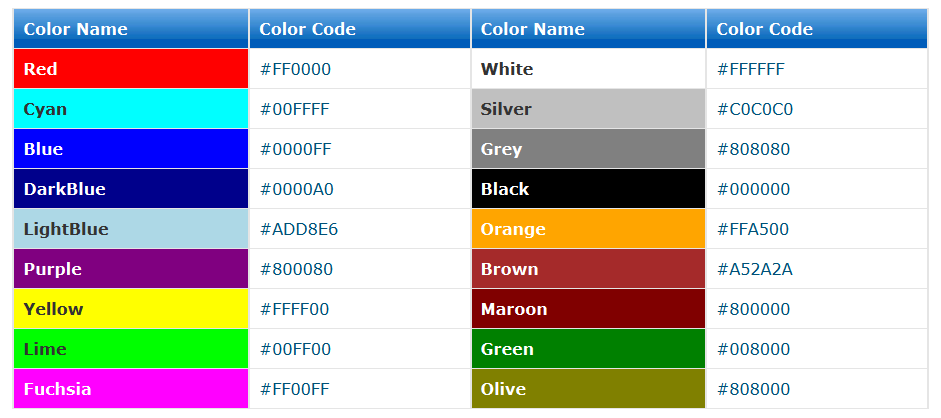 Color Name Color Code Color Name Color Code
Red #FF0000 White #FFFFFF
Cyan #00FFFF Silver #C0C0C0
Blue #0000FF Grey #808080
DarkBlue #0000A0 Black #000000
LightBlue #ADD8E6 Orange #FFA500
Purple #800080 Brown #A52A2A
Yellow #FFFF00 Maroon #800000
Lime #00FF00 Green #008000
Fuchsia #FF00FF Olive #808000